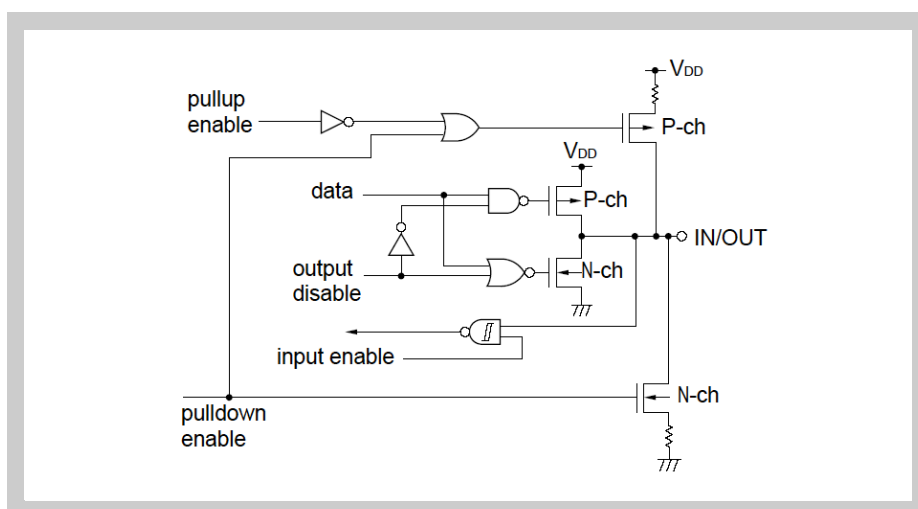 VDD
pullup
enable
P-ch
VDD
data
P-ch
IN/OUT
output
disable
N-ch
input enable
N-ch
pulldown
enable